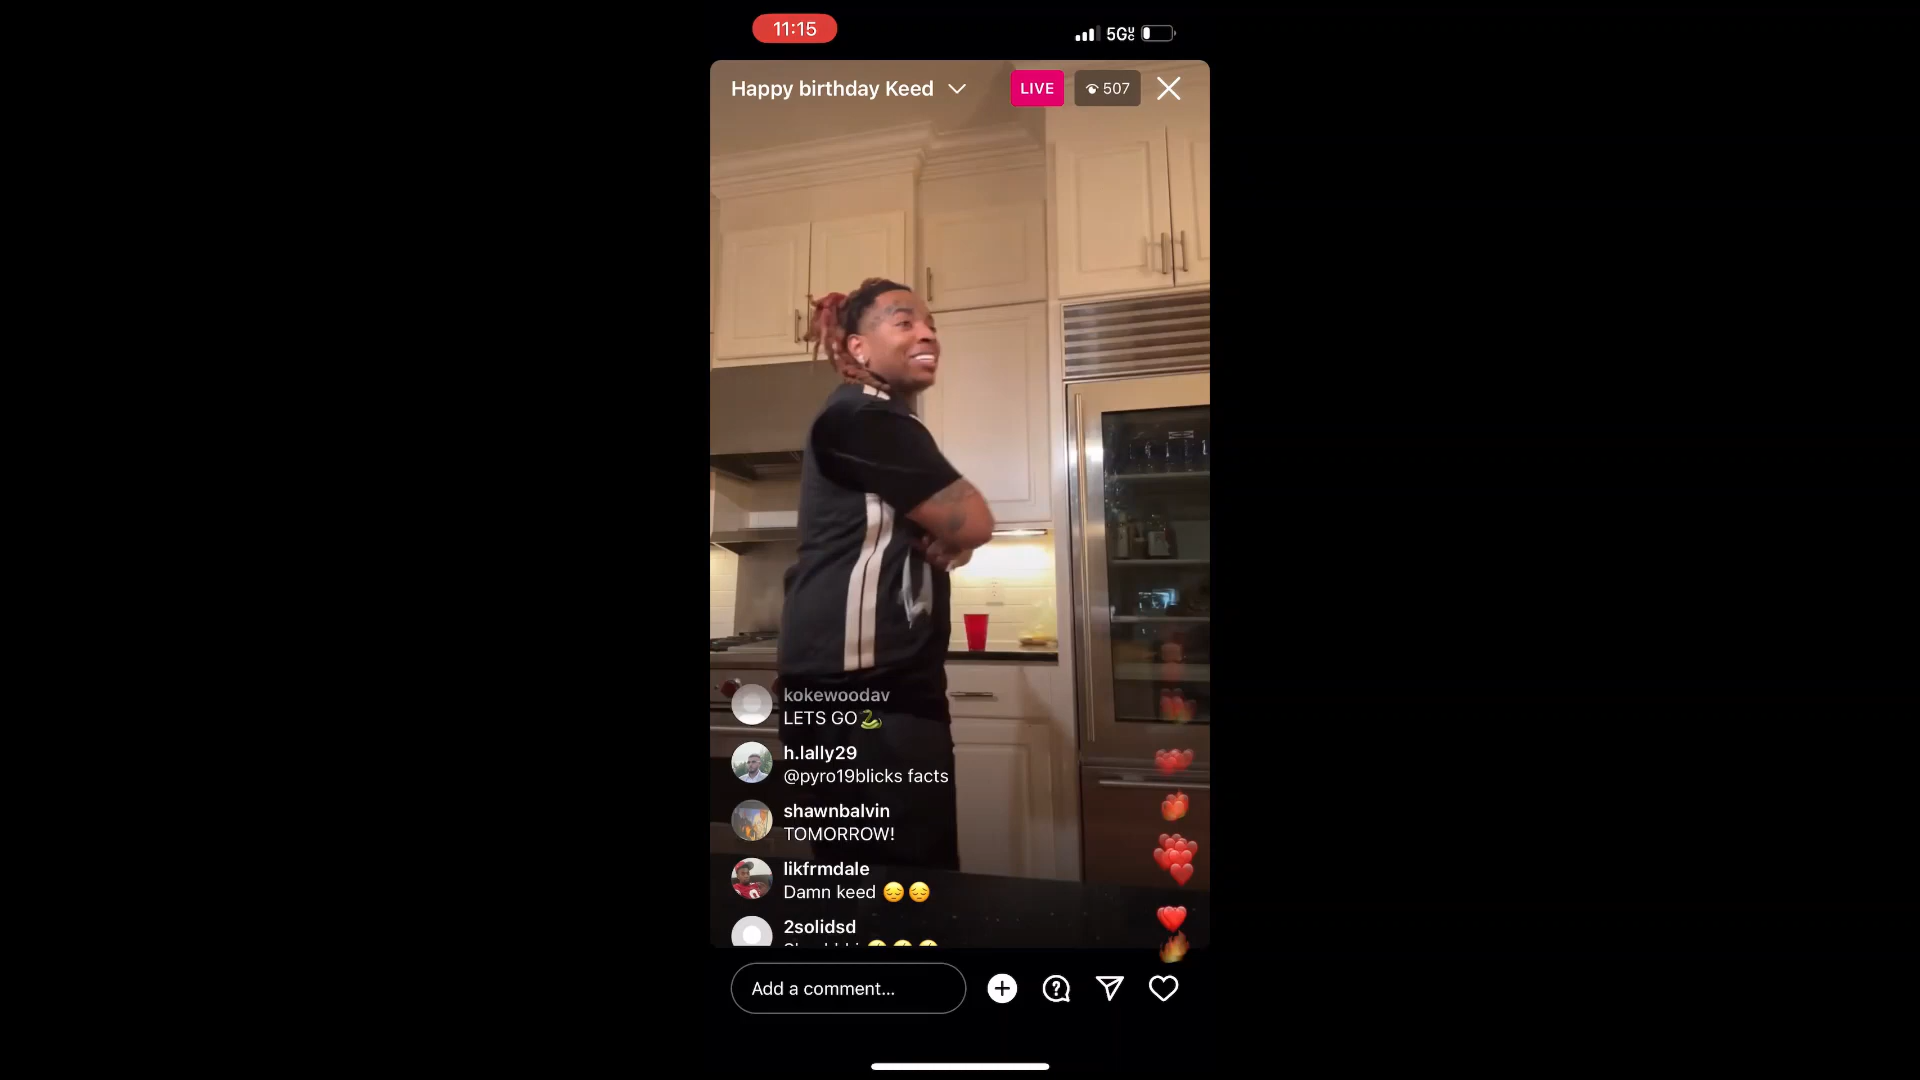 11:15
5G
Happy birthday Keed
LIVE
507
kokewoodav
LETS GO🐍
h.lally29
@pyro19blicks facts
shawnbalvin
TOMORROW!
likfrmdale
Damn keed 😔😔
2solidsd
Add a comment...